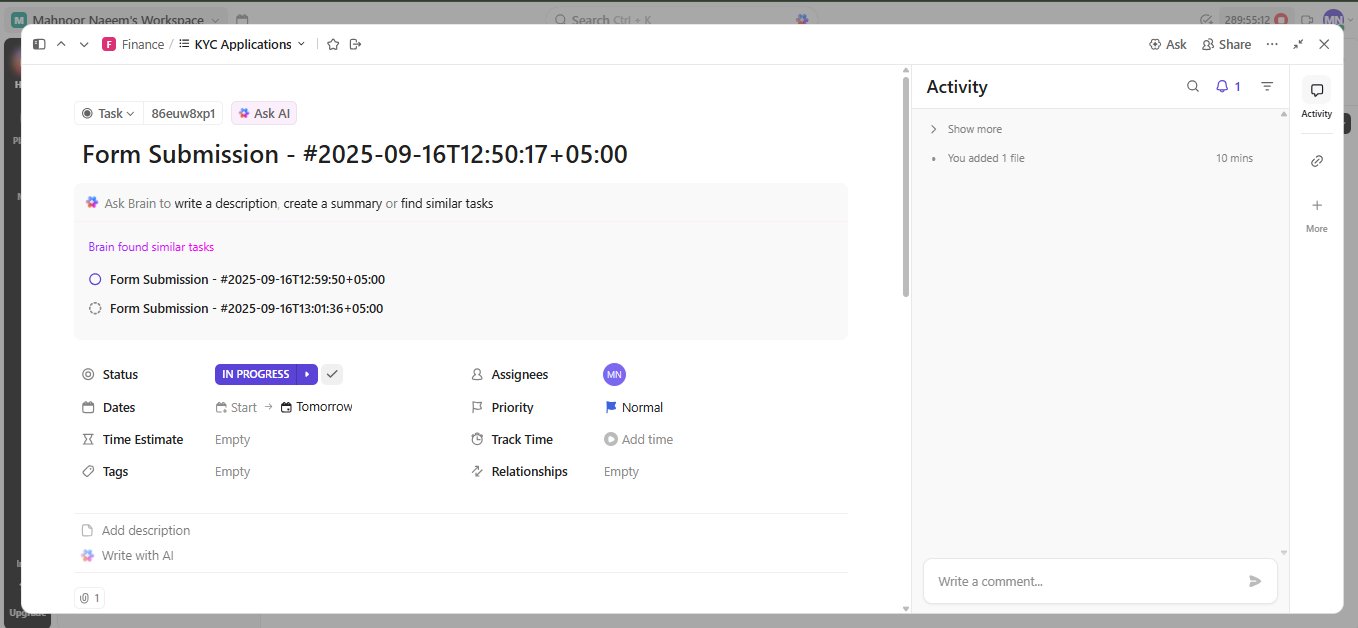 M Mahnoor Naeem's Workspace
Search Ctrl + K
289:55:12
MN
F Finance / KYC Applications
Ask Share
Task 86euw8xp1 Ask AI
Form Submission - #2025-09-16T12:50:17+05:00
Ask Brain to write a description, create a summary or find similar tasks
Brain found similar tasks
Form Submission - #2025-09-16T12:59:50+05:00
Form Submission - #2025-09-16T13:01:36+05:00
Status IN PROGRESS Assignees MN
Dates Start → Tomorrow Priority Normal
Time Estimate Empty Track Time Add time
Tags Empty Relationships Empty
Add description
Write with AI
1
Activity 1
Show more
You added 1 file 10 mins
Write a comment...
Activity
More
Upgrade